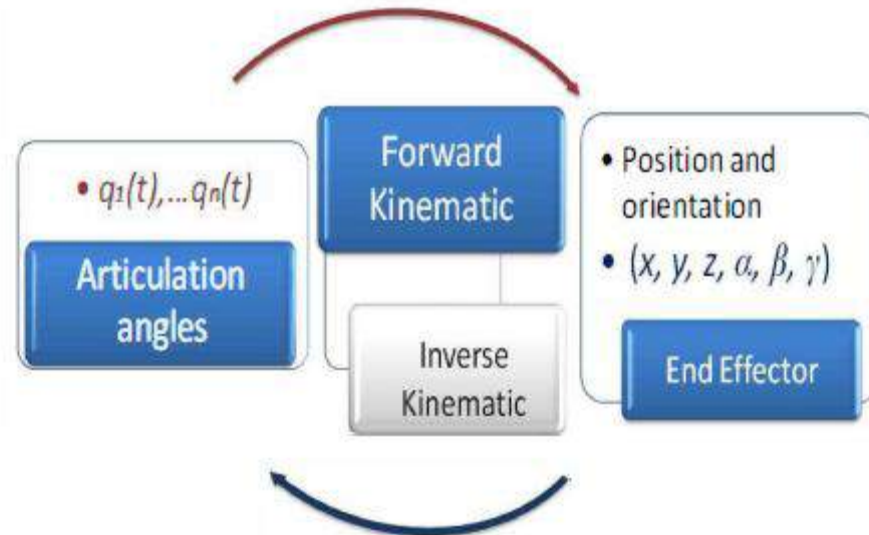 • q₁(t),...qₙ(t)
Articulation
angles
Forward
Kinematic
Inverse
Kinematic
• Position and
orientation
• (x, y, z, α, β, γ)
End Effector